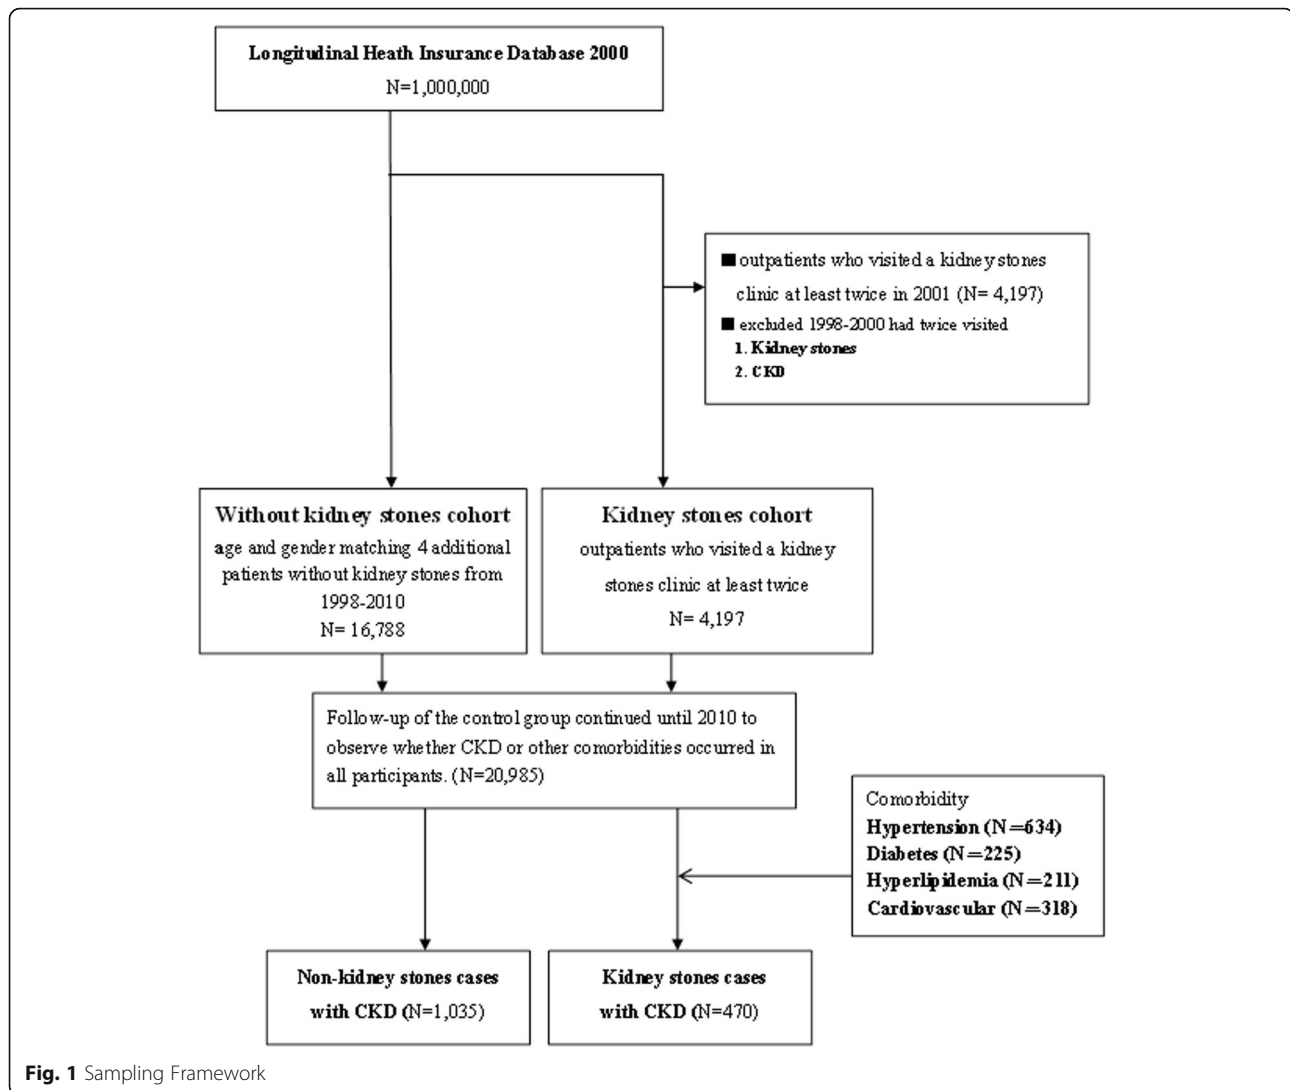 Longitudinal Heath Insurance Database 2000
N=1,000,000
■ outpatients who visited a kidney stones
clinic at least twice in 2001 (N= 4,197)
■ excluded 1998-2000 had twice visited
1. Kidney stones
2. CKD
Without kidney stones cohort
age and gender matching 4 additional
patients without kidney stones from
1998-2010
N= 16,788
Kidney stones cohort
outpatients who visited a kidney
stones clinic at least twice
N= 4,197
Follow-up of the control group continued until 2010 to
observe whether CKD or other comorbidities occurred in
all participants. (N=20,985)
Comorbidity
Hypertension (N=634)
Diabetes (N=225)
Hyperlipidemia (N=211)
Cardiovascular (N=318)
Non-kidney stones cases
with CKD (N=1,035)
Kidney stones cases
with CKD (N=470)
Fig. 1 Sampling Framework